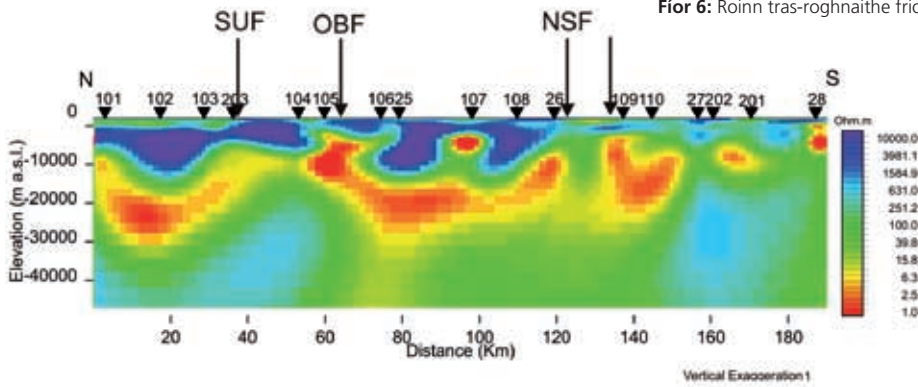 Fíor 6: Roinn tras-roghnaithe fric
SUF OBF NSF
N S
101 102 103 203 104 105 106 25 107 108 26 109 110 27 202 201 28
Ohm.m
0
-10000
-20000
-30000
-40000
Elevation (m a.s.l.)
10000.0
3981.1
1584.9
631.0
251.2
100.0
39.8
15.8
6.3
2.5
1.0
20 40 60 80 100 120 140 160 180
Distance (Km)
Vertical Exaggeration 1